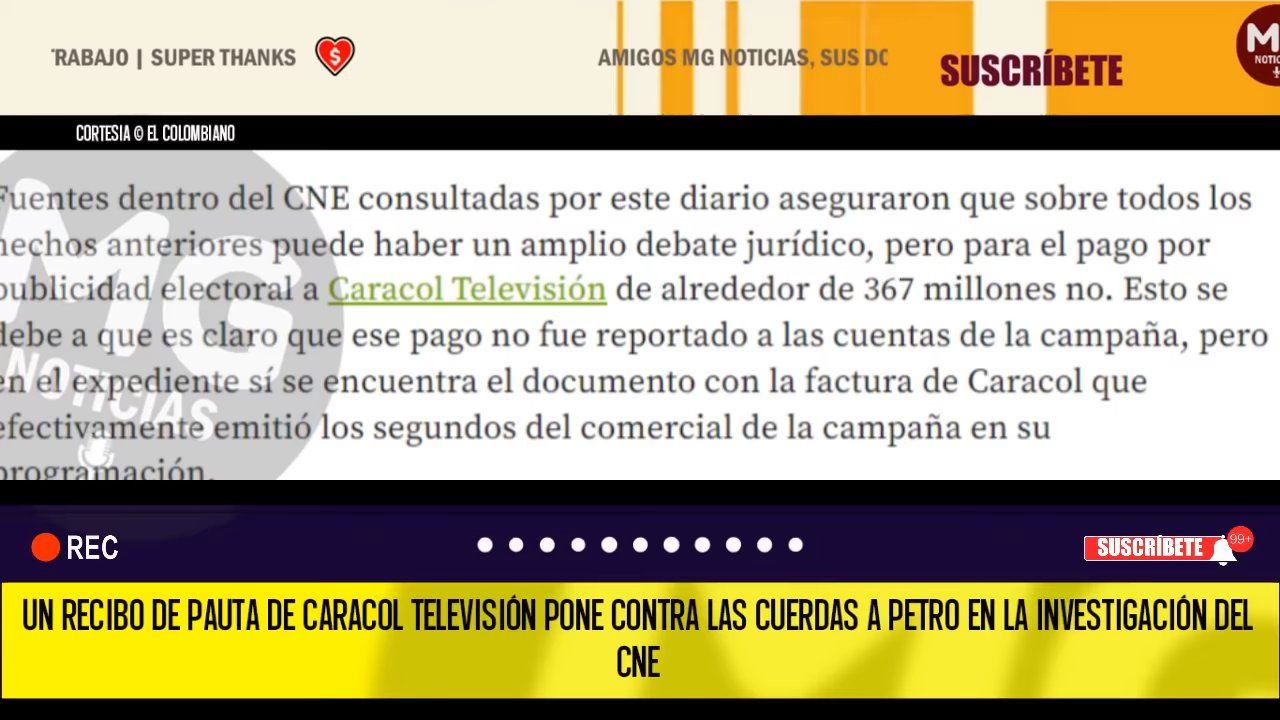 TRABAJO | SUPER THANKS
AMIGOS MG NOTICIAS, SUS DO
SUSCRÍBETE
M
NOTIC
CORTESIA © EL COLOMBIANO
Fuentes dentro del CNE consultadas por este diario aseguraron que sobre todos los
hechos anteriores puede haber un amplio debate jurídico, pero para el pago por
publicidad electoral a Caracol Televisión de alrededor de 367 millones no. Esto se
debe a que es claro que ese pago no fue reportado a las cuentas de la campaña, pero
en el expediente sí se encuentra el documento con la factura de Caracol que
efectivamente emitió los segundos del comercial de la campaña en su
programación.
MG
NOTICIAS
REC
SUSCRÍBETE
99+
UN RECIBO DE PAUTA DE CARACOL TELEVISIÓN PONE CONTRA LAS CUERDAS A PETRO EN LA INVESTIGACIÓN DEL
CNE